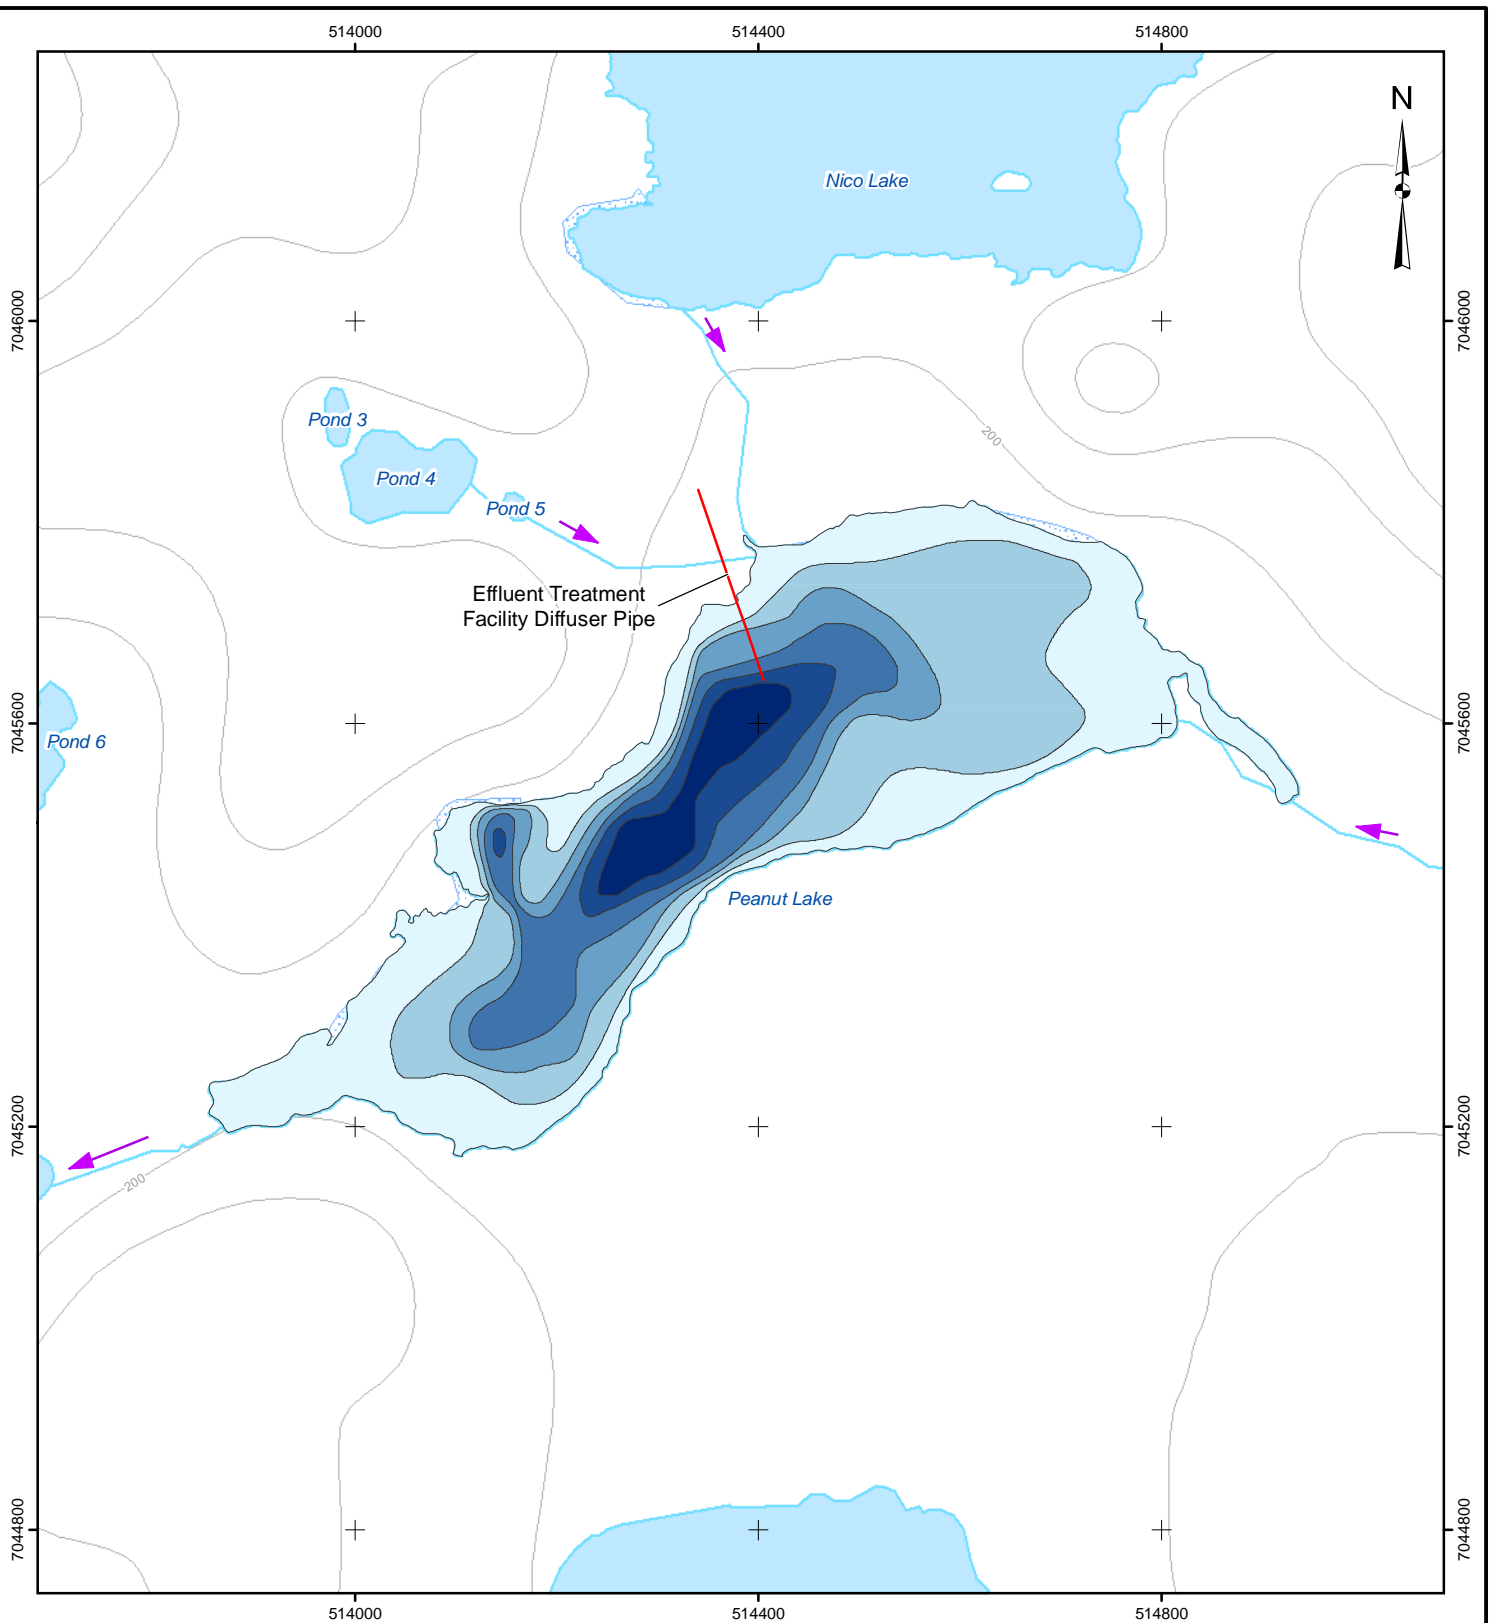 514000
514400
514800
N
Nico Lake
7046000
7046000
Pond 3
200
Pond 4
Pond 5
Effluent Treatment
Facility Diffuser Pipe
7045600
7045600
Pond 6
Peanut Lake
7045200
7045200
200
7044800
7044800
514000
514400
514800